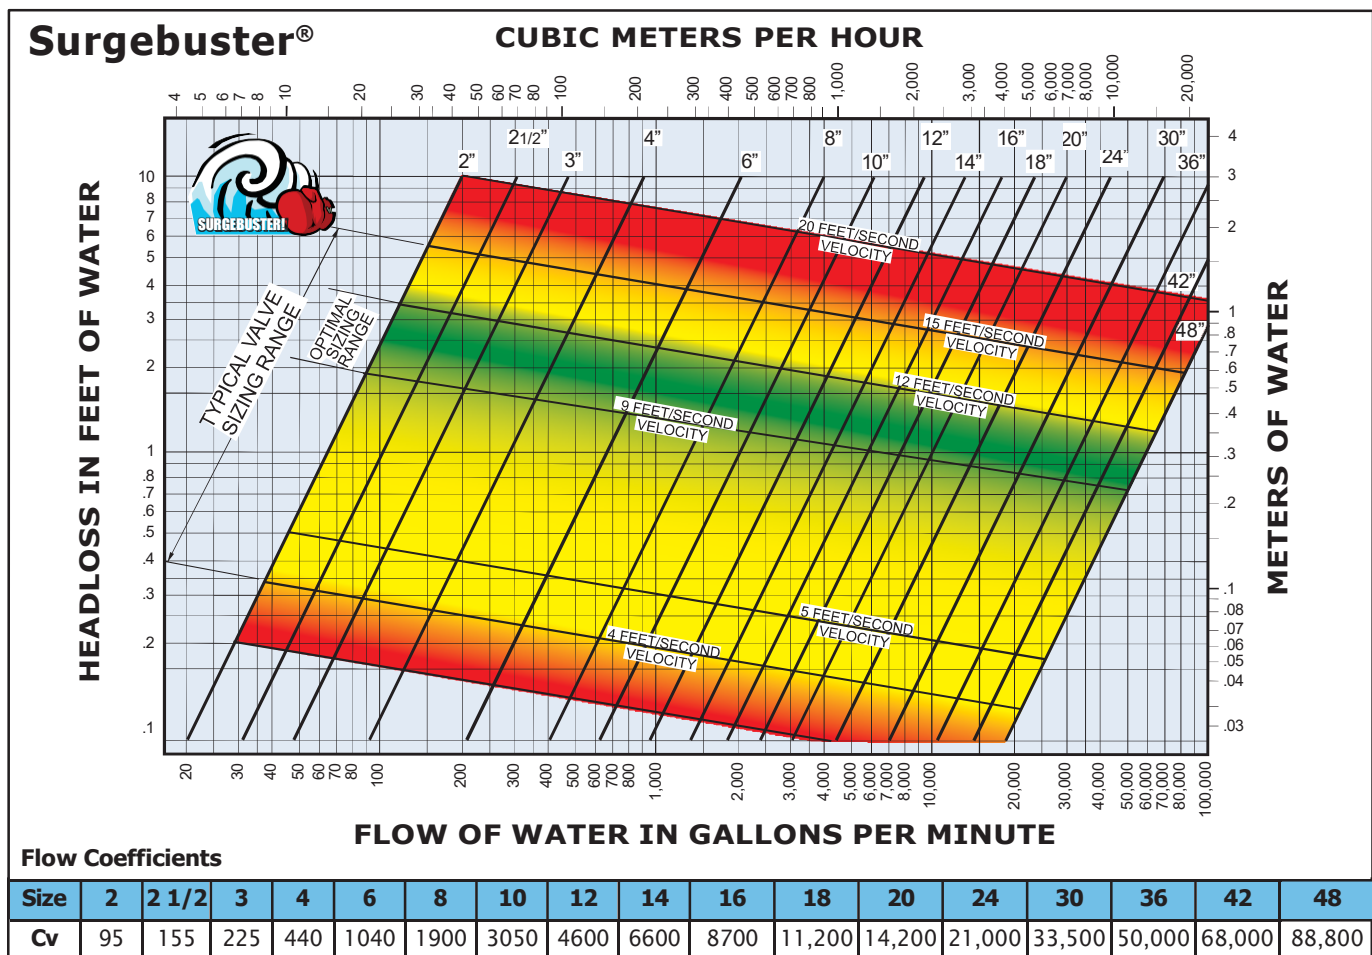 Surgebuster®
CUBIC METERS PER HOUR
4 5 6 7 8 10 20 30 40 50 60 70 80 100 200 300 400 500 600 700 800 1,000 2,000 3,000 4,000 5,000 6,000 7,000 8,000 10,000 20,000
SURGEBUSTER!
2" 2 1/2" 3" 4" 6" 8" 10" 12" 14" 16" 18" 20" 24" 30" 36"
42"
48"
HEADLOSS IN FEET OF WATER
10
8
7
6
5
4
3
2
1
.8
.7
.6
.5
.4
.3
.2
.1
TYPICAL VALVE
SIZING RANGE
OPTIMAL
SIZING
RANGE
20 FEET/SECOND
VELOCITY
15 FEET/SECOND
VELOCITY
12 FEET/SECOND
VELOCITY
9 FEET/SECOND
VELOCITY
5 FEET/SECOND
VELOCITY
4 FEET/SECOND
VELOCITY
4
3
2
1
.8
.7
.6
.5
.4
.3
.2
.1
.08
.07
.06
.05
.04
.03
METERS OF WATER
20 30 40 50 60 70 80 100 200 300 400 500 600 700 800 1,000 2,000 3,000 4,000 5,000 6,000 7,000 8,000 10,000 20,000 30,000 40,000 50,000 60,000 70,000 80,000 100,000
FLOW OF WATER IN GALLONS PER MINUTE
Flow Coefficients
Size 2 2 1/2 3 4 6 8 10 12 14 16 18 20 24 30 36 42 48
Cv 95 155 225 440 1040 1900 3050 4600 6600 8700 11,200 14,200 21,000 33,500 50,000 68,000 88,800